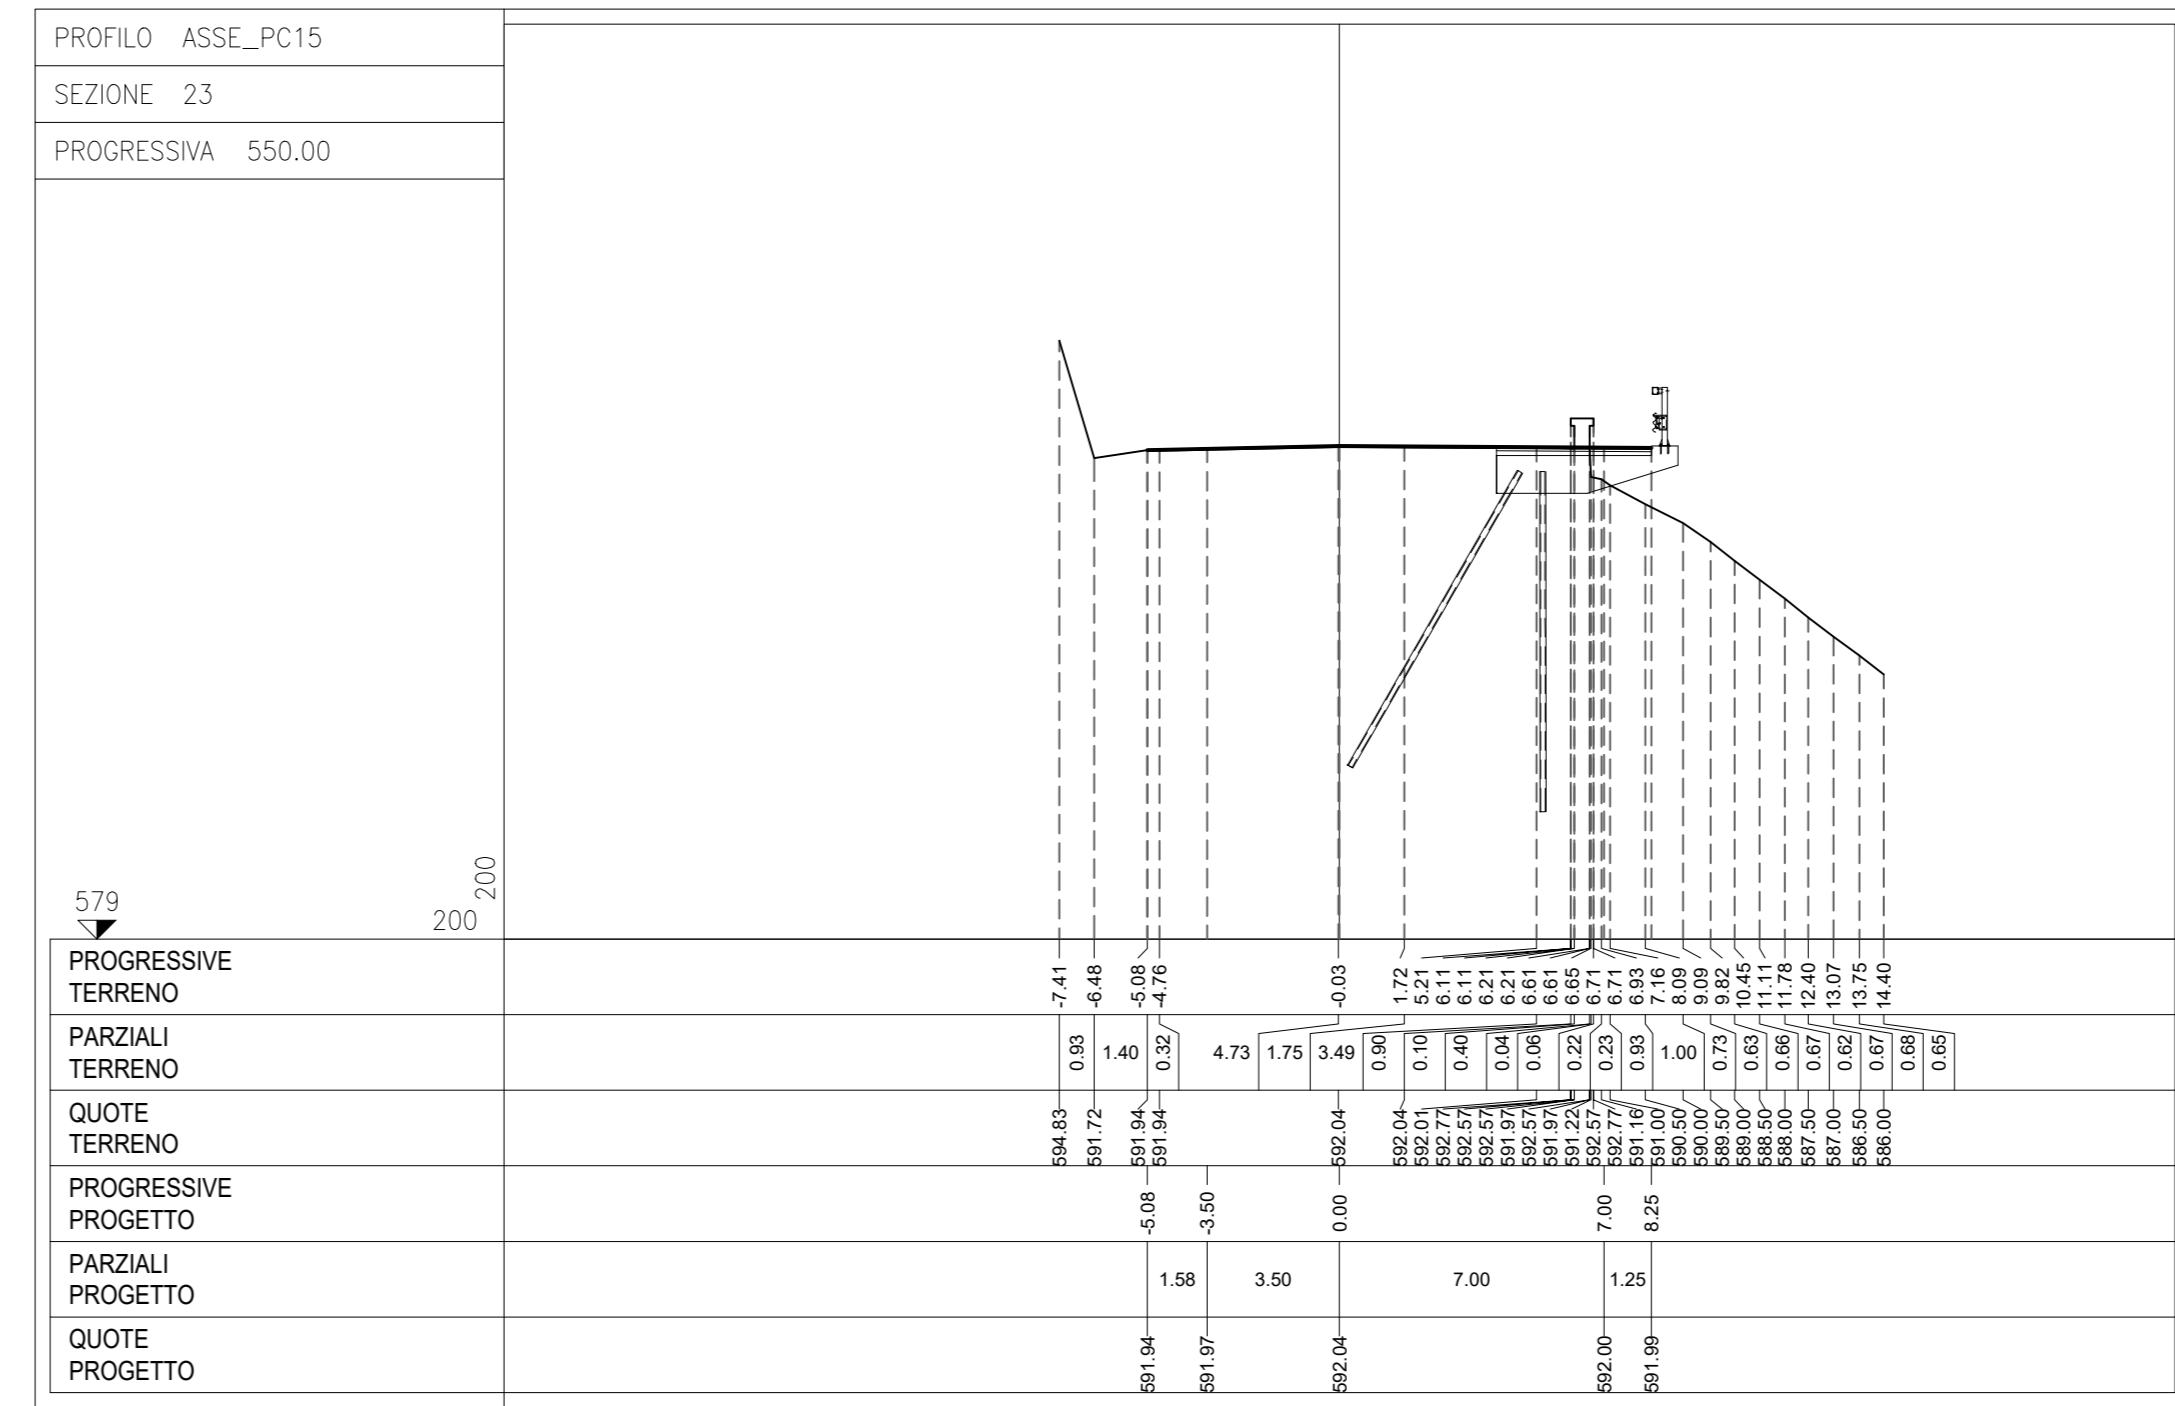 PROFILO ASSE_PC15
SEZIONE 23
PROGRESSIVA 550.00
200
579
200
PROGRESSIVE
TERRENO
-7.41 -6.48 -5.08 -4.76 -0.03 1.72 5.21 6.11 6.11 6.21 6.21 6.61 6.61 6.65 6.71 6.71 6.93 7.16 8.09 9.09 9.82 10.45 11.11 11.78 12.40 13.07 13.75 14.40
PARZIALI
TERRENO
0.93 1.40 0.32 4.73 1.75 3.49 0.90 0.10 0.40 0.04 0.06 0.22 0.23 0.93 1.00 0.73 0.63 0.66 0.67 0.62 0.67 0.68 0.65
QUOTE
TERRENO
594.83 591.72 591.94 591.94 592.04 592.04 592.01 592.77 592.57 592.57 591.97 592.57 591.97 591.22 592.57 592.77 591.16 591.00 590.50 590.00 589.50 589.00 588.50 588.00 587.50 587.00 586.50 586.00
PROGRESSIVE
PROGETTO
-5.08 -3.50 0.00 7.00 8.25
PARZIALI
PROGETTO
1.58 3.50 7.00 1.25
QUOTE
PROGETTO
591.94 591.97 592.04 592.00 591.99